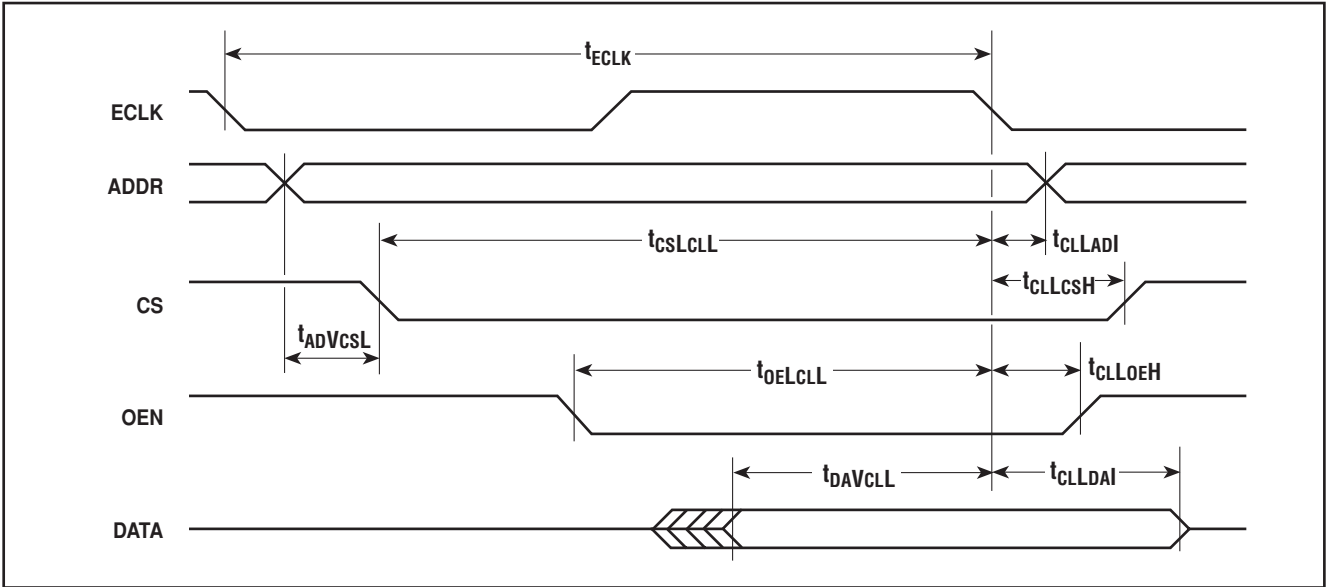 tECLK
ECLK
ADDR
tCSLCLL
tCLLADI
CS
tCLLCSH
tADVCSL
tOELCLL
tCLLOEH
OEN
tDAVCLL
tCLLDAI
DATA